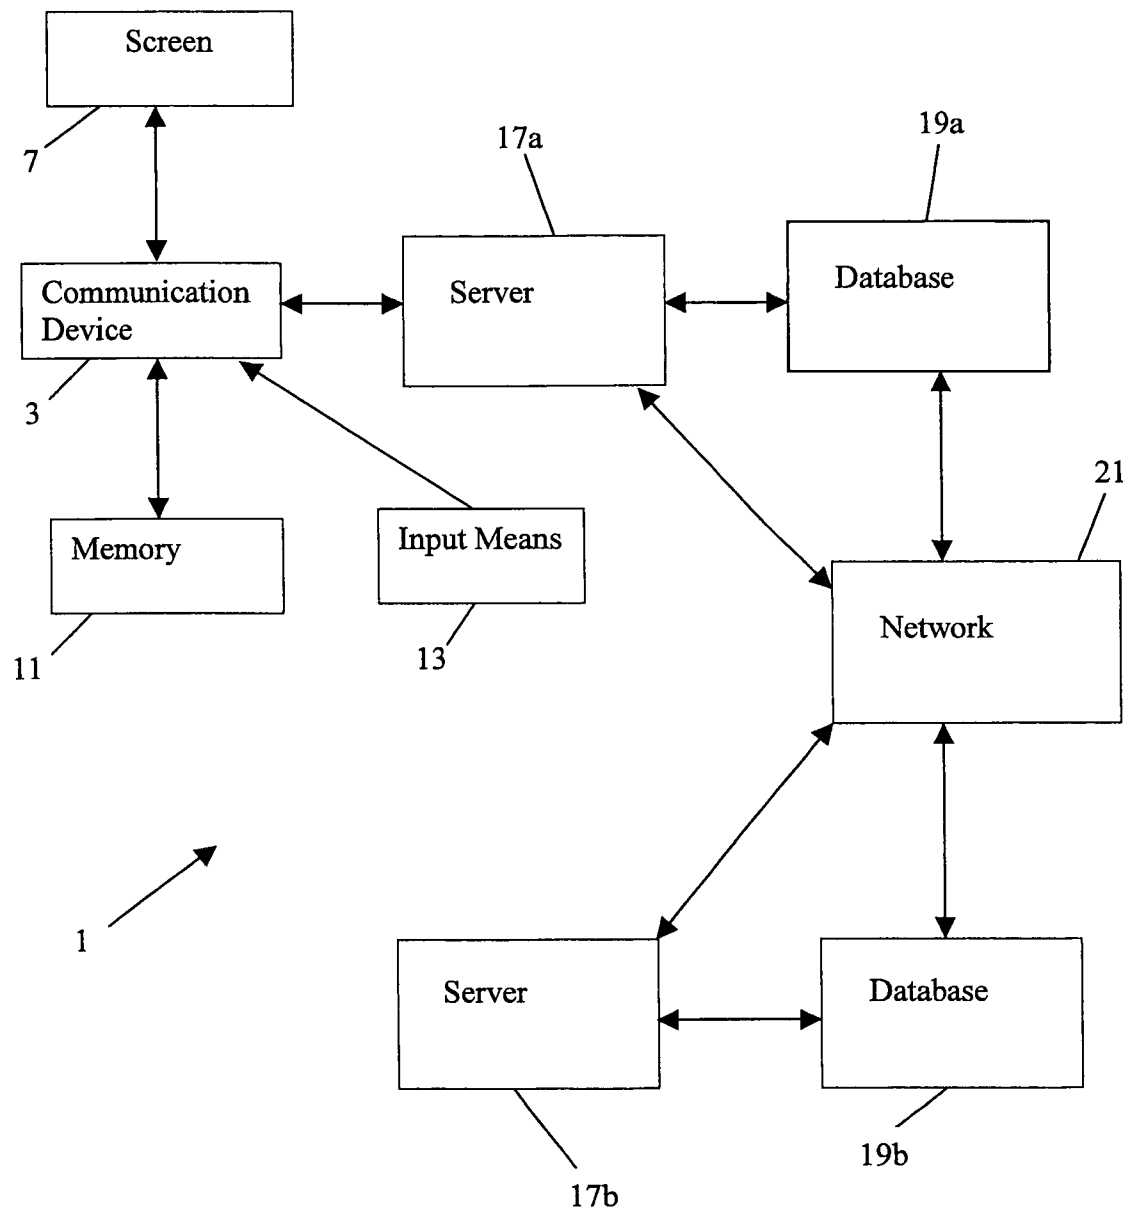 Screen
7
17a
19a
Communication
Device
Server
Database
3
21
Memory
Input Means
Network
11
13
1
Server
Database
17b
19b